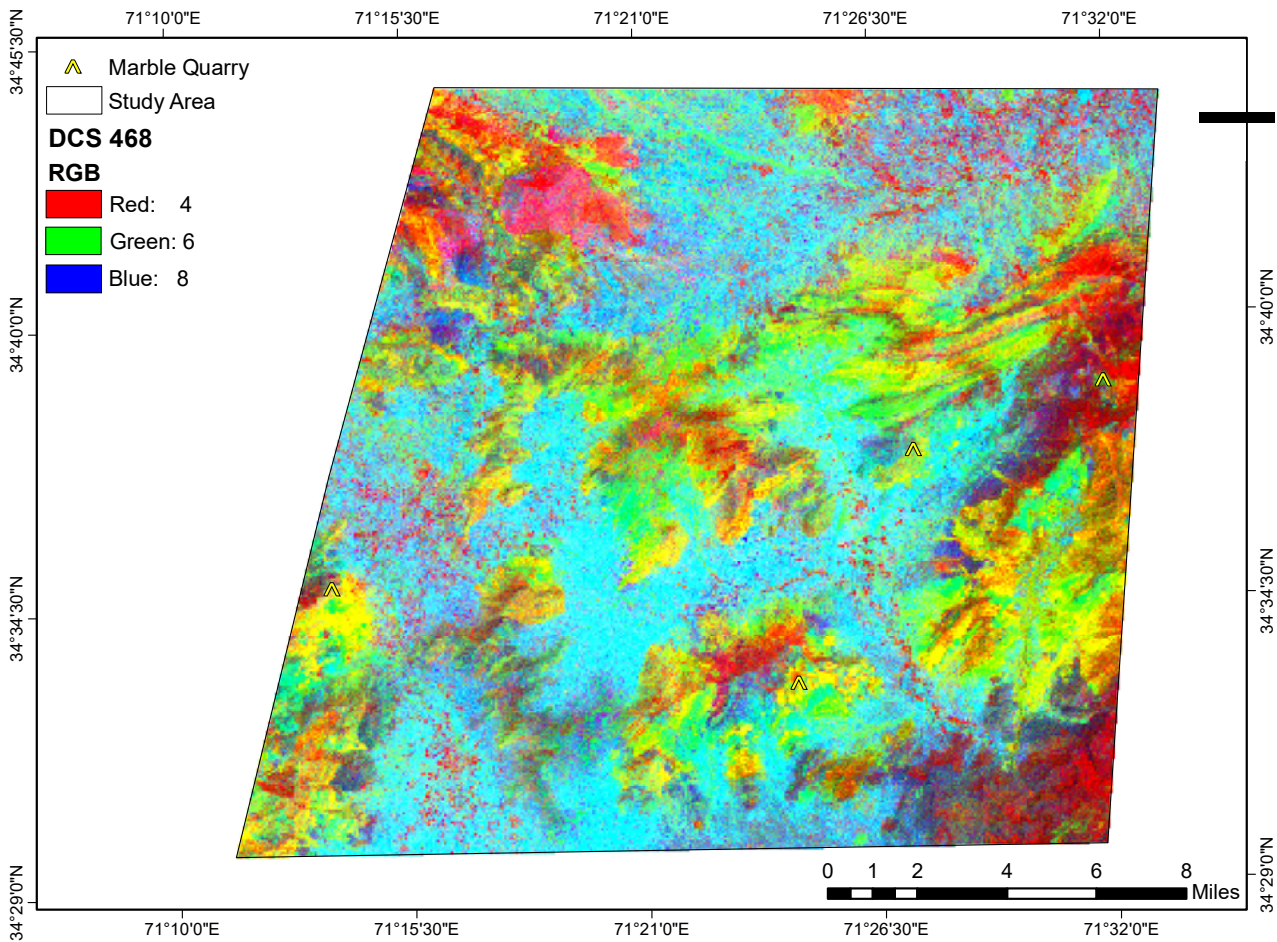 71°10'0"E 71°15'30"E 71°21'0"E 71°26'30"E 71°32'0"E
34°45'30"N
Marble Quarry
Study Area
DCS 468
RGB
Red: 4
Green: 6
Blue: 8
34°40'0"N 34°40'0"N
34°34'30"N 34°34'30"N
0 1 2 4 6 8
Miles
34°29'0"N 34°29'0"N
71°10'0"E 71°15'30"E 71°21'0"E 71°26'30"E 71°32'0"E